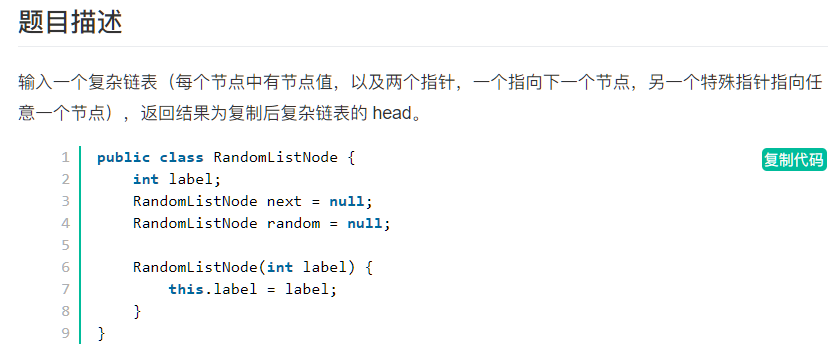 题目描述
输入一个复杂链表（每个节点中有节点值，以及两个指针，一个指向下一个节点，另一个特殊指针指向任
意一个节点），返回结果为复制后复杂链表的 head。
复制代码
1 public class RandomListNode {
2     int label;
3     RandomListNode next = null;
4     RandomListNode random = null;
5
6     RandomListNode(int label) {
7         this.label = label;
8     }
9 }